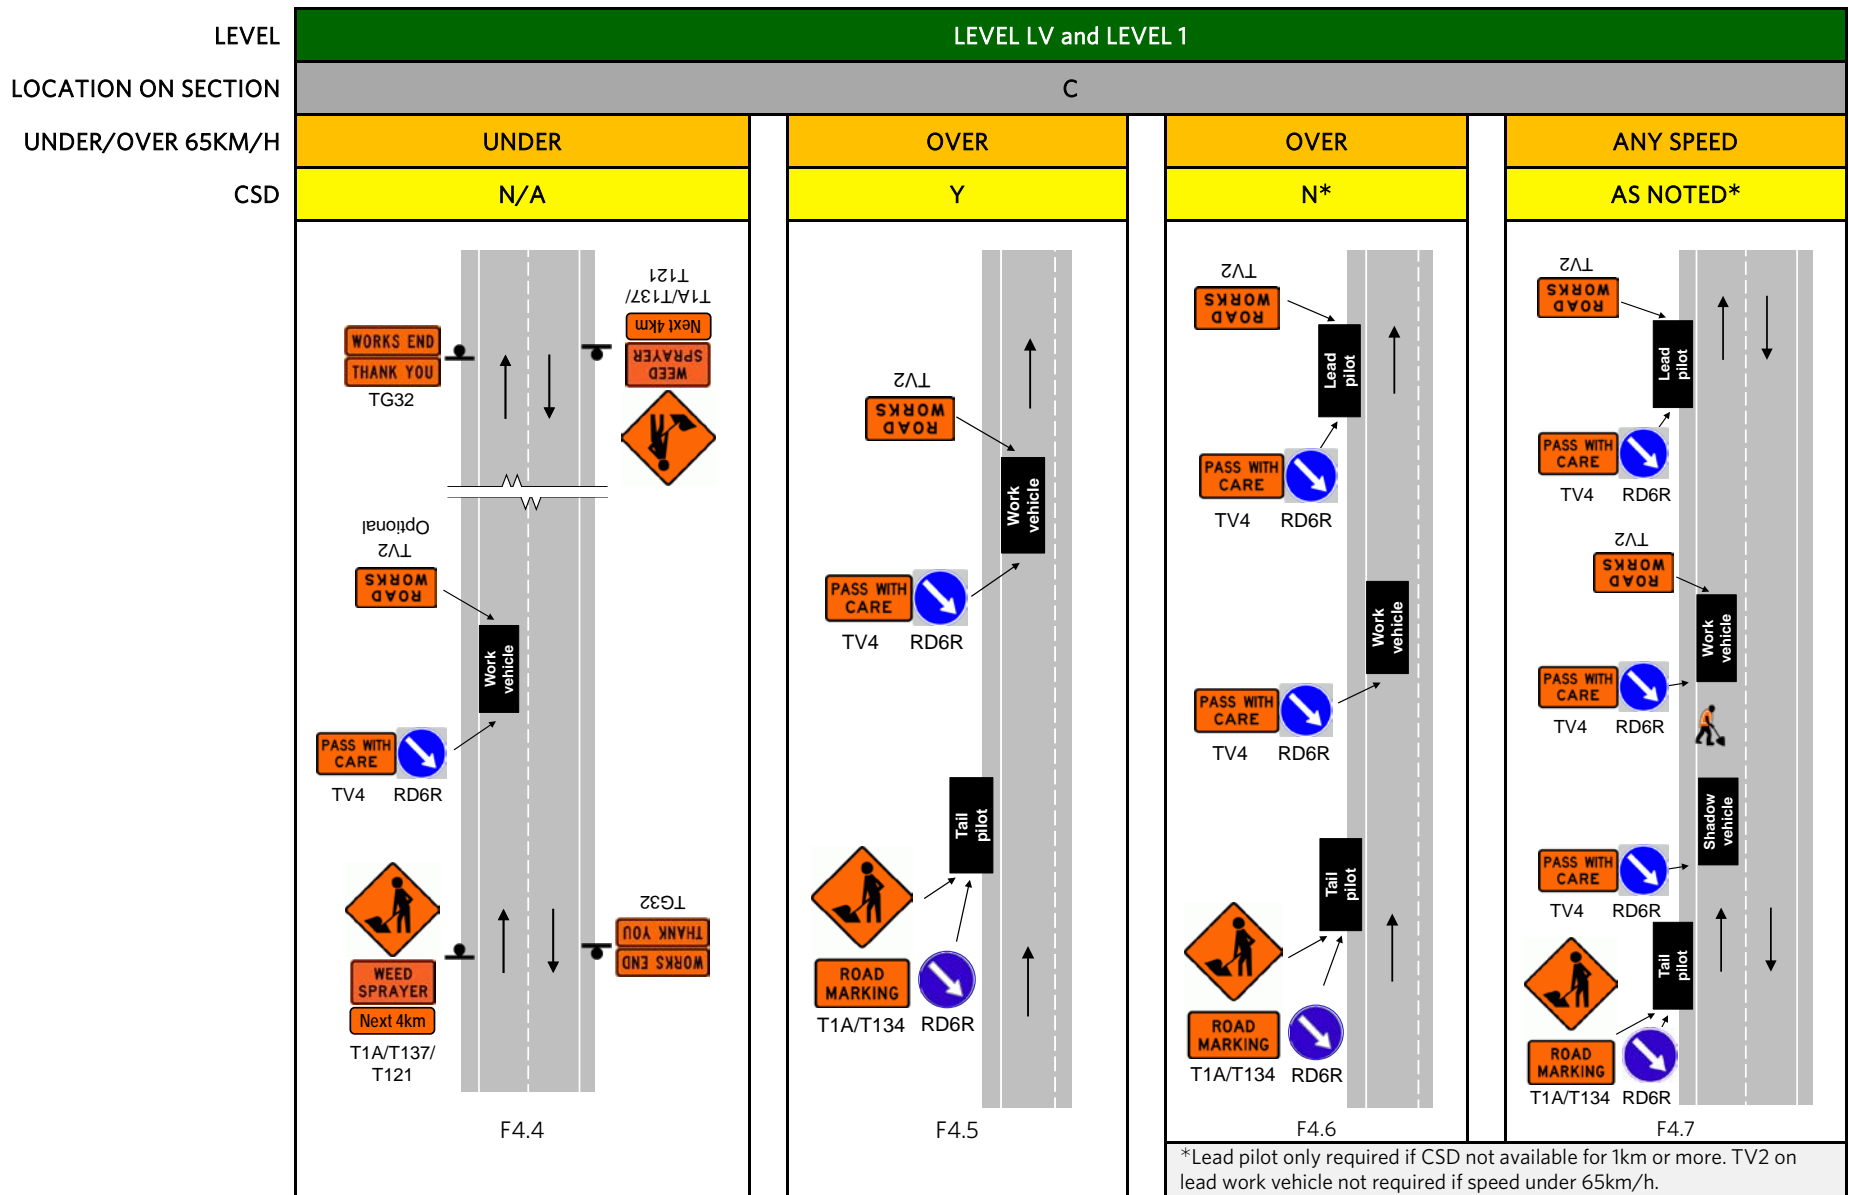 LEVEL
LEVEL LV and LEVEL 1
LOCATION ON SECTION
C
UNDER/OVER 65KM/H
UNDER
OVER
OVER
ANY SPEED
CSD
N/A
Y
N*
AS NOTED*
T1A/T137/
T121
Next 4km
WEED
SPRAYER
WORKS END
THANK YOU
TG32
Optional
TV2
ROAD
WORKS
Work
vehicle
PASS WITH
CARE
TV4
RD6R
WEED
SPRAYER
Next 4km
T1A/T137/
T121
TG32
WORKS END
THANK YOU
F4.4
TV2
ROAD
WORKS
Work
vehicle
PASS WITH
CARE
TV4
RD6R
Tail
pilot
ROAD
MARKING
T1A/T134
RD6R
F4.5
TV2
ROAD
WORKS
Lead
pilot
PASS WITH
CARE
TV4
RD6R
Work
vehicle
PASS WITH
CARE
TV4
RD6R
Tail
pilot
ROAD
MARKING
T1A/T134
RD6R
F4.6
TV2
ROAD
WORKS
Lead
pilot
PASS WITH
CARE
TV4
RD6R
TV2
ROAD
WORKS
Work
vehicle
PASS WITH
CARE
TV4
RD6R
Shadow
vehicle
PASS WITH
CARE
TV4
RD6R
Tail
pilot
ROAD
MARKING
T1A/T134
RD6R
F4.7
*Lead pilot only required if CSD not available for 1km or more. TV2 on
lead work vehicle not required if speed under 65km/h.